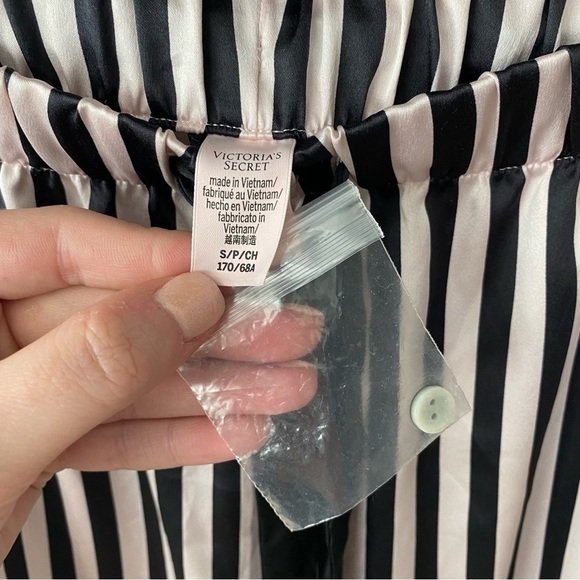 VICTORIA'S
SECRET
made in Vietnam/
fabriqué au Vietnam/
hecho en Vietnam/
fabbricato in
Vietnam/
越南制造
S/P/CH
170/68A